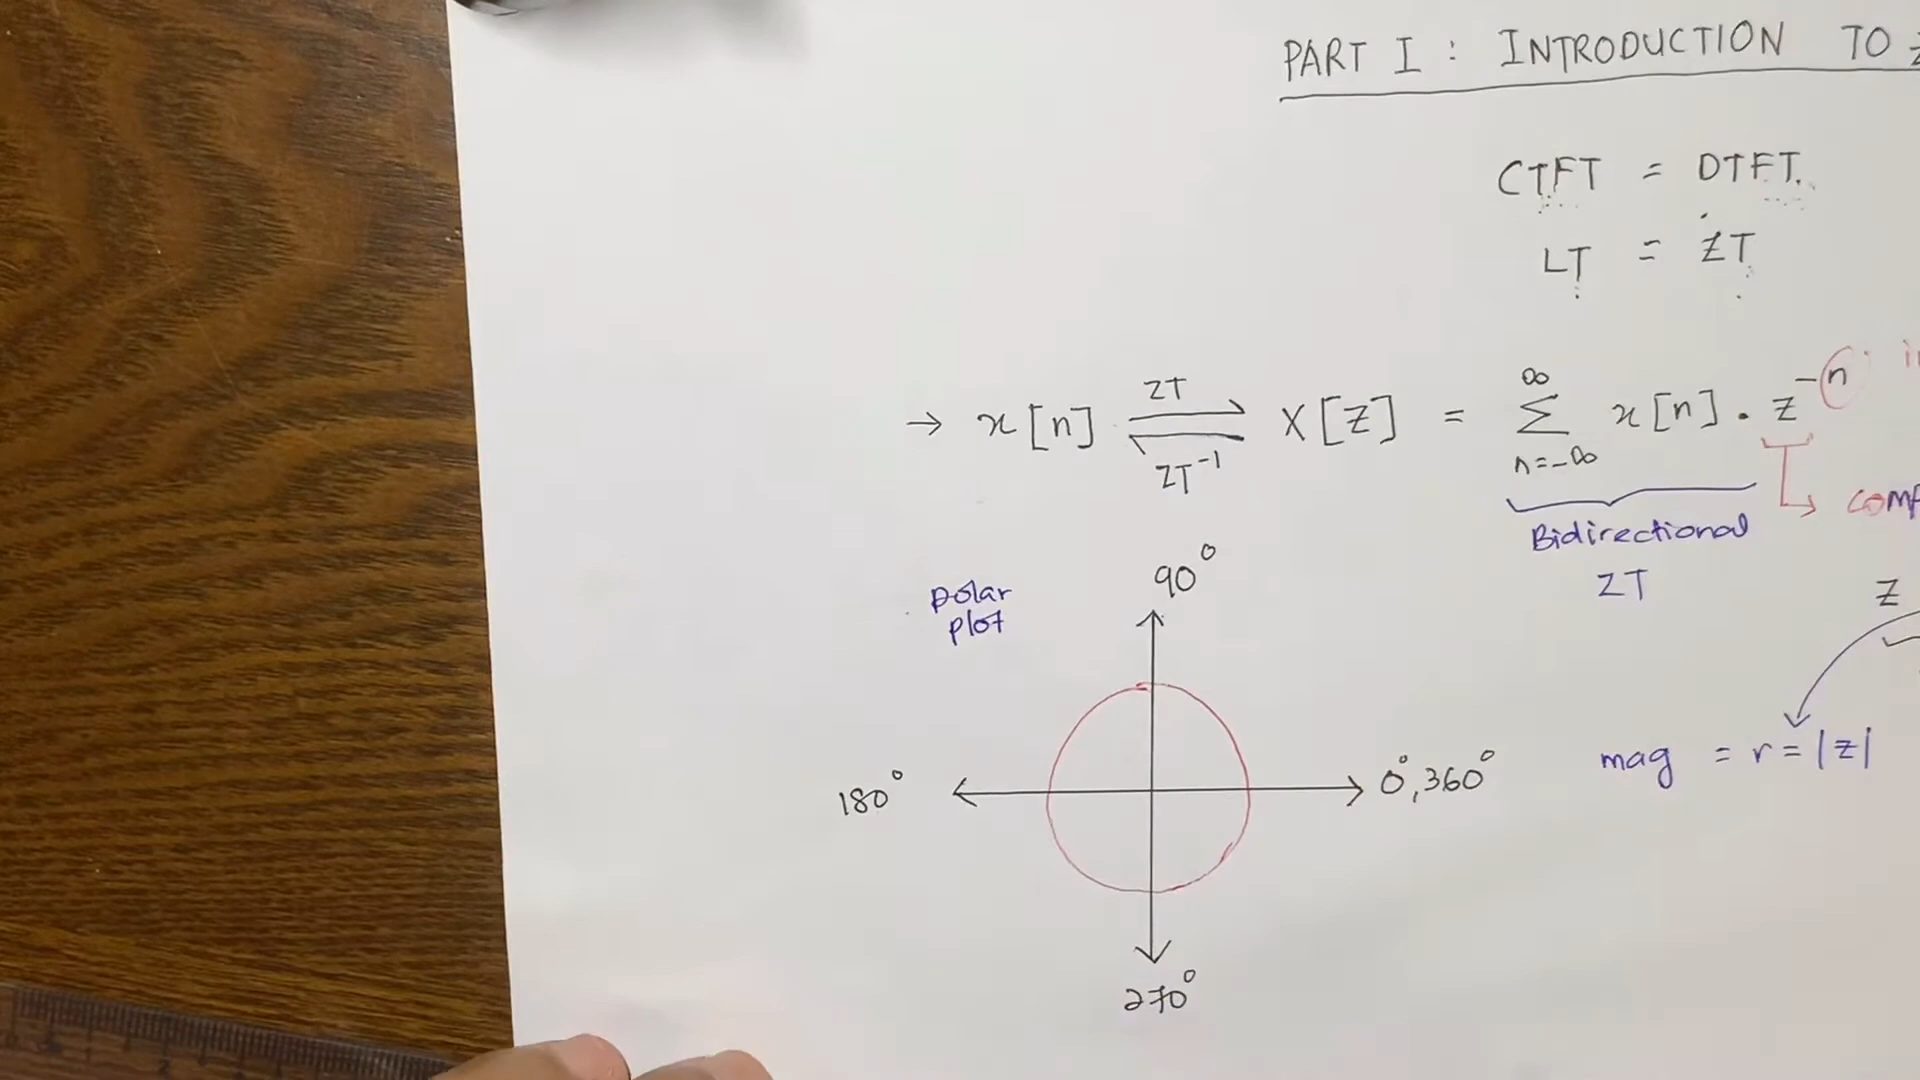 PART I : INTRODUCTION TO
CTFT = DTFT
LT = ZT
→ x[n] ZT ⇌ ZT⁻¹ X[Z] = ∞ Σ n=-∞ x[n] . z⁻ⁿ
Bidirectional
ZT
polar
plot
90°
180°
0°,360°
270°
Z
mag = r = |z|